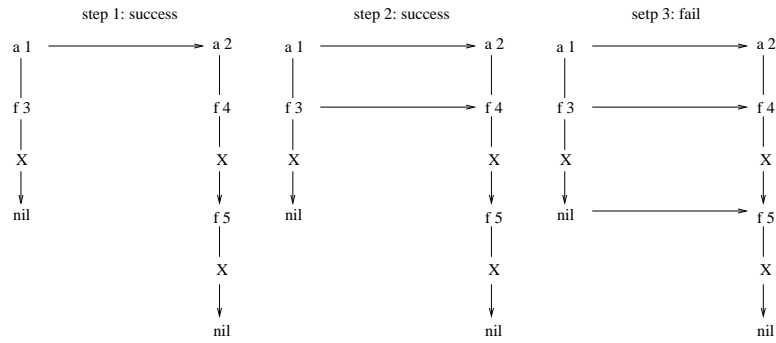 step 1: success
step 2: success
setp 3: fail
a 1
a 2
a 1
a 2
a 1
a 2
f 3
f 4
f 3
f 4
f 3
f 4
X
X
X
X
X
X
nil
f 5
nil
f 5
nil
f 5
X
X
X
nil
nil
nil